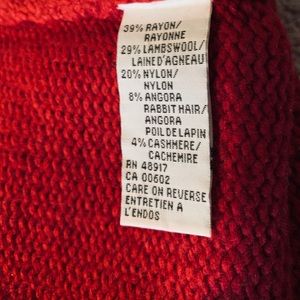 39% RAYON/
RAYONNE
29% LAMBSWOOL/
LAINE D'AGNEAU
20% NYLON/
NYLON
8% ANGORA
RABBIT HAIR/
ANGORA
POIL DE LAPIN
4% CASHMERE/
CACHEMIRE
RN 48917
CA 00602
CARE ON REVERSE
ENTRETIEN A
L'ENDOS